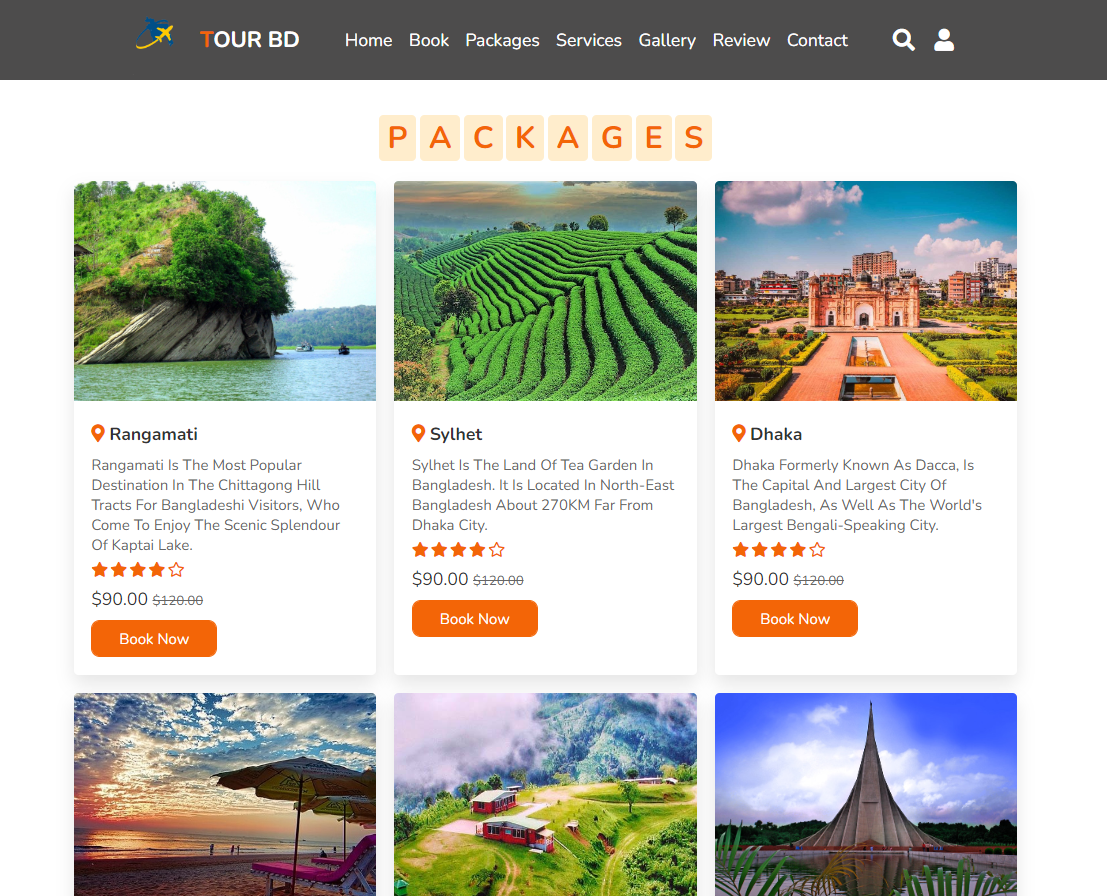 TOUR BD
Home Book Packages Services Gallery Review Contact
PACKAGES
Rangamati
Rangamati Is The Most Popular
Destination In The Chittagong Hill
Tracts For Bangladeshi Visitors, Who
Come To Enjoy The Scenic Splendour
Of Kaptai Lake.
$90.00 $120.00
Book Now
Sylhet
Sylhet Is The Land Of Tea Garden In
Bangladesh. It Is Located In North-East
Bangladesh About 270KM Far From
Dhaka City.
$90.00 $120.00
Book Now
Dhaka
Dhaka Formerly Known As Dacca, Is
The Capital And Largest City Of
Bangladesh, As Well As The World's
Largest Bengali-Speaking City.
$90.00 $120.00
Book Now